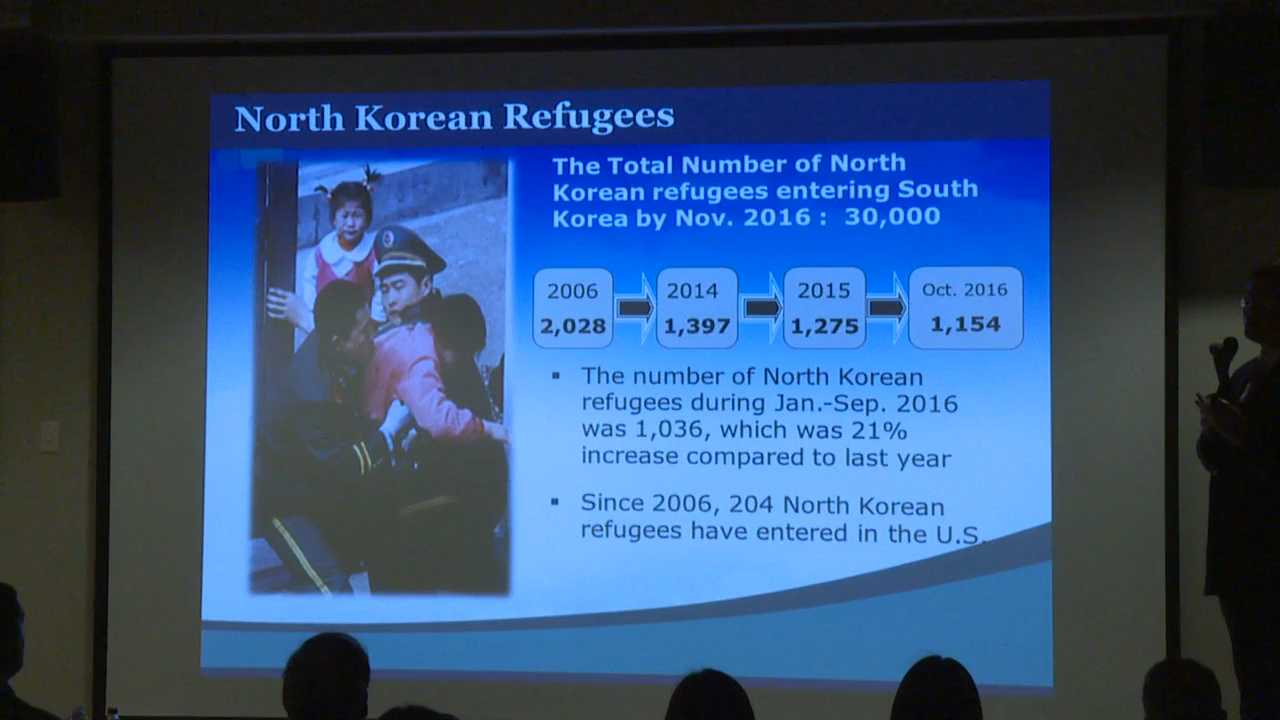 North Korean Refugees
The Total Number of North
Korean refugees entering South
Korea by Nov. 2016 : 30,000
2006
2,028
2014
1,397
2015
1,275
Oct. 2016
1,154
▪ The number of North Korean
refugees during Jan.-Sep. 2016
was 1,036, which was 21%
increase compared to last year
▪ Since 2006, 204 North Korean
refugees have entered in the U.S.